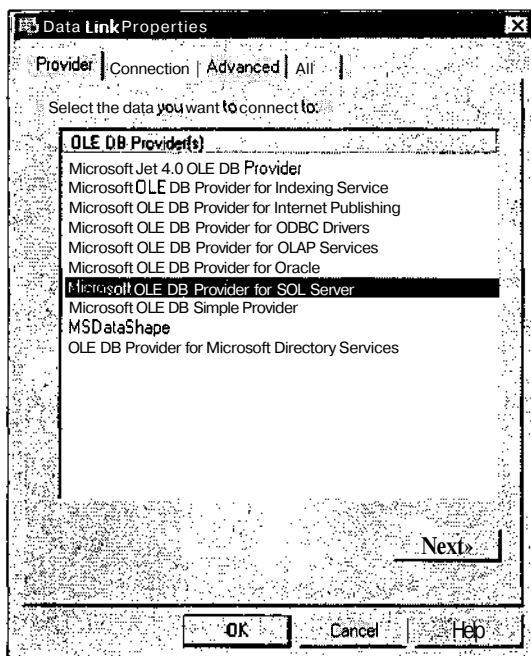 Data Link Properties
Provider Connection Advanced All
Select the data you want to connect to:
OLE DB Provider(s)
Microsoft Jet 4.0 OLE DB Provider
Microsoft OLE DB Provider for Indexing Service
Microsoft OLE DB Provider for Internet Publishing
Microsoft OLE DB Provider for ODBC Drivers
Microsoft OLE DB Provider for OLAP Services
Microsoft OLE DB Provider for Oracle
Microsoft OLE DB Provider for SOL Server
Microsoft OLE DB Simple Provider
MSDataShape
OLE DB Provider for Microsoft Directory Services
Next»
OK Cancel Help